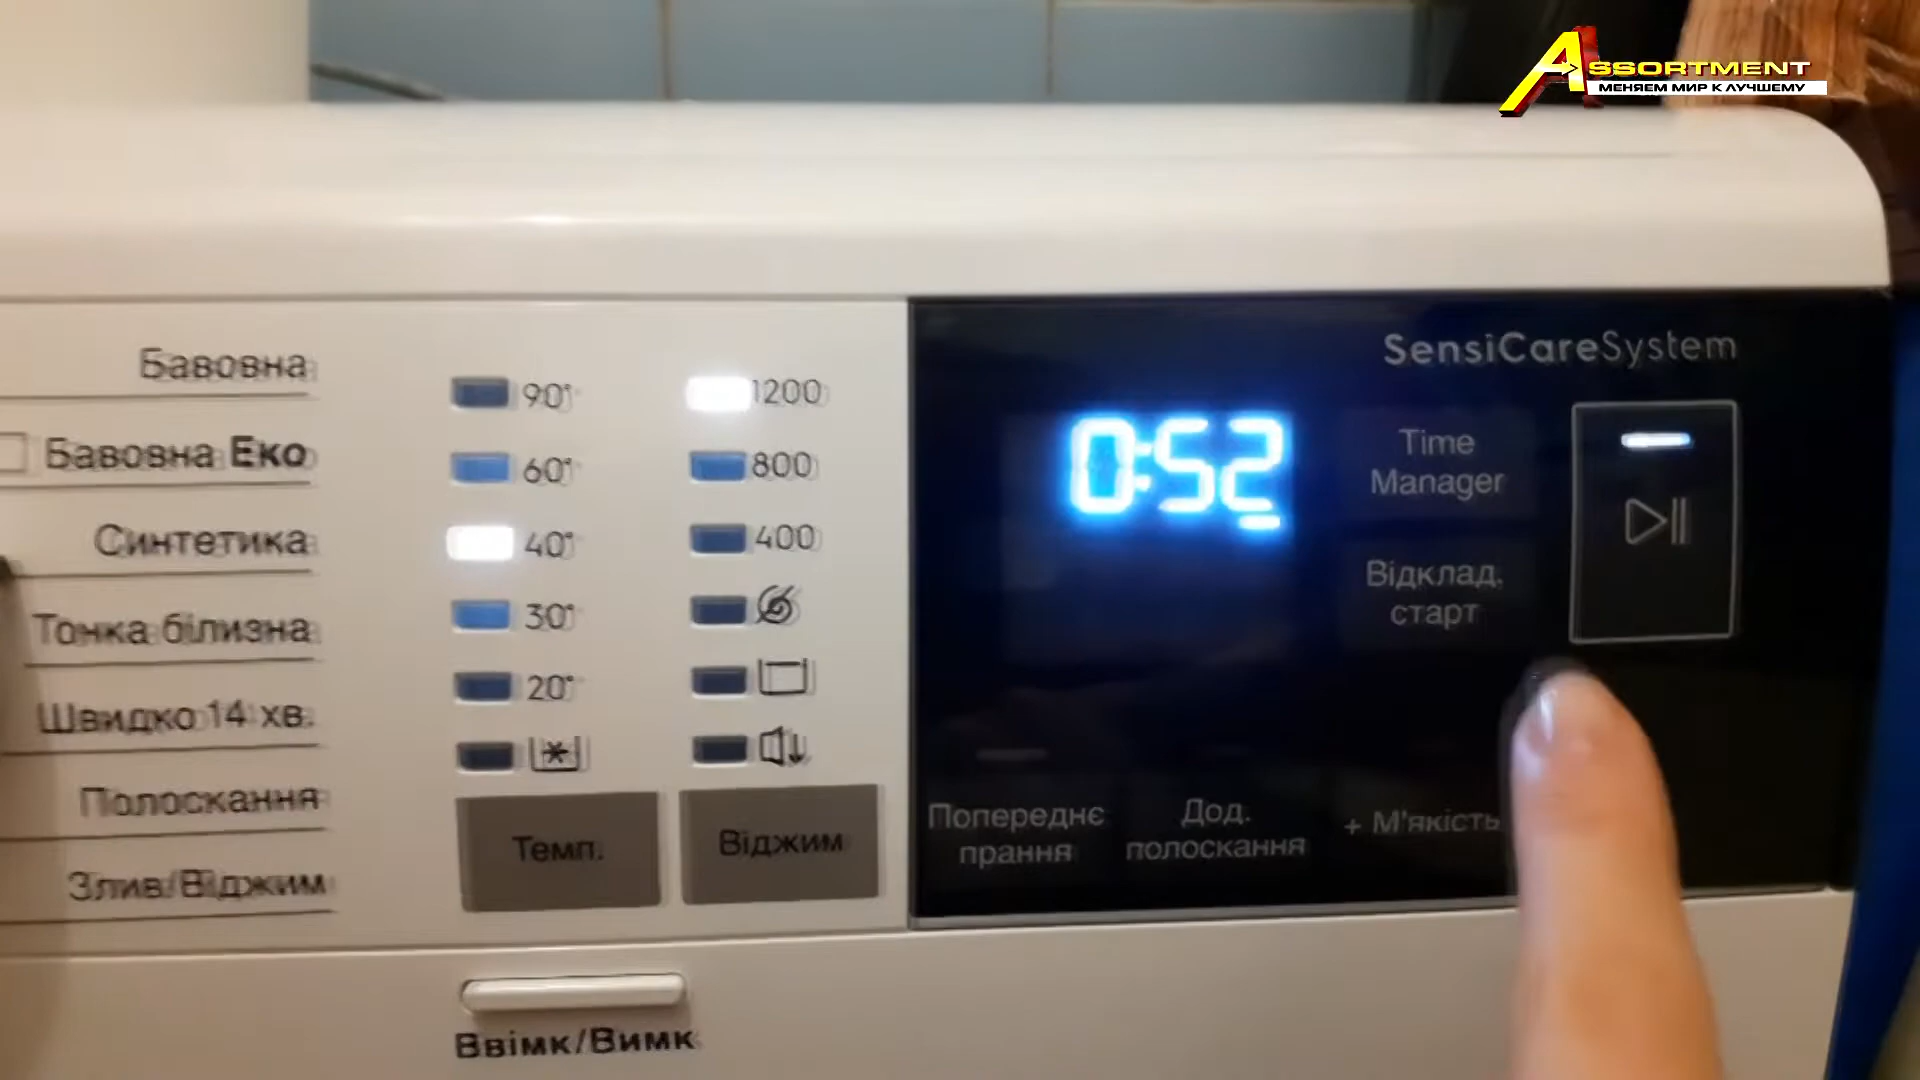 ASSORTMENT
МЕНЯЕМ МИР К ЛУЧШЕМУ
Бавовна
Бавовна Еко
Синтетика
Тонка білизна
Швидко 14 хв.
Полоскання
Злив/Віджим
90°
60°
40°
30°
20°
Темп.
1200
800
400
Віджим
Ввімк/Вимк
SensiCareSystem
0:52
Time
Manager
Відклад.
старт
Попереднє
прання
Дод.
полоскання
+ М'якість